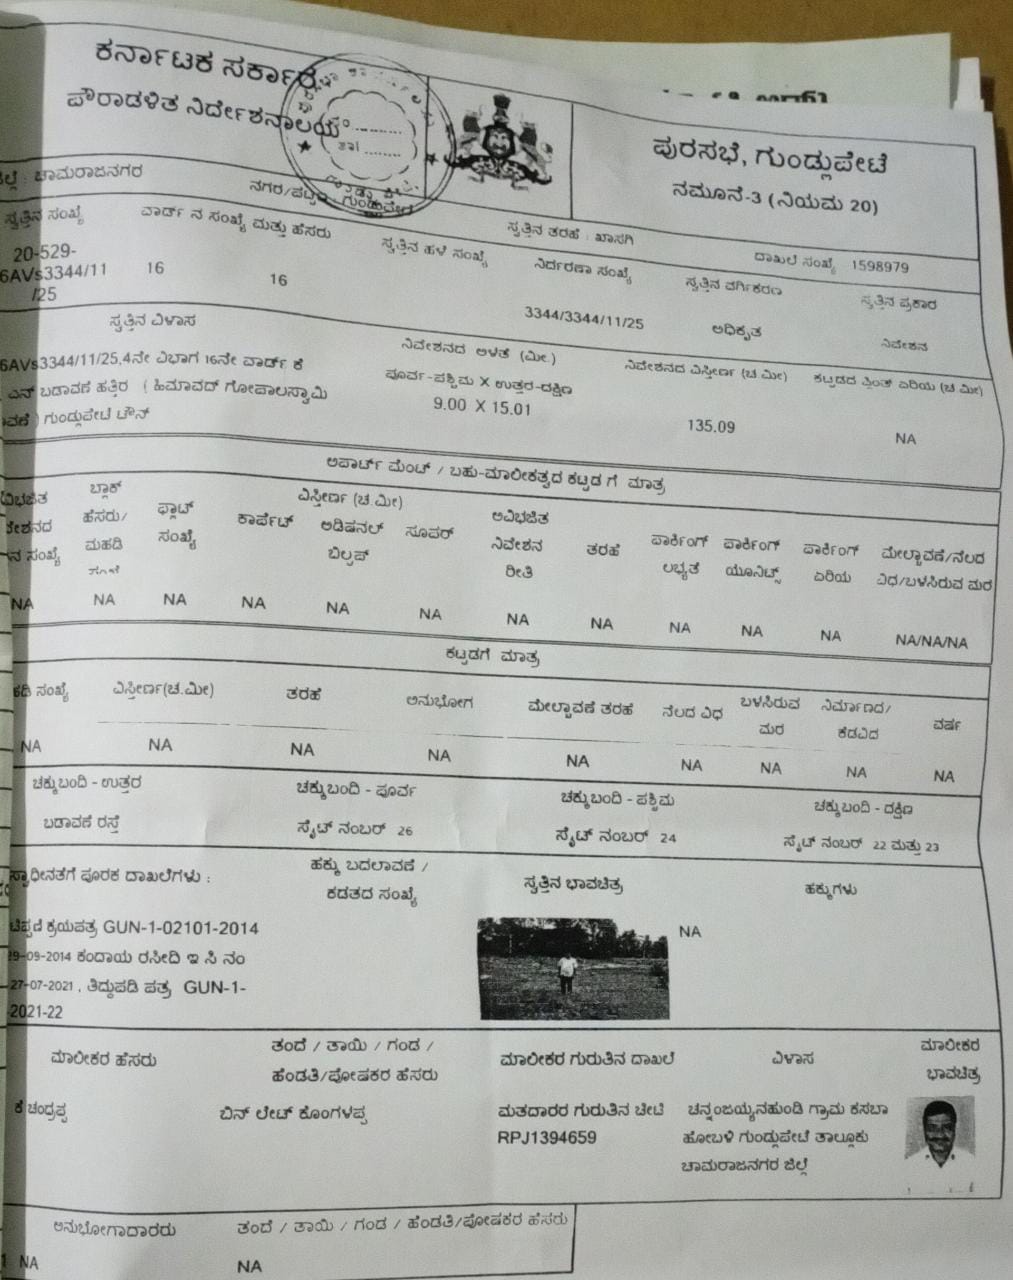 ಕರ್ನಾಟಕ ಸರ್ಕಾರ
ಪೌರಾಡಳಿತ ನಿರ್ದೇಶನಾಲಯ
ಪುರಸಭೆ, ಗುಂಡ್ಲುಪೇಟೆ
ನಮೂನೆ-3 (ನಿಯಮ 20)
ಚಾಮರಾಜನಗರ
ನಗರ/ಪಟ್ಟಣ : ಗುಂಡ್ಲುಪೇಟೆ
ಸ್ವತ್ತಿನ ತರಹೆ : ಖಾಸಗಿ
ದಾಖಲೆ ಸಂಖ್ಯೆ 1598979
ಸ್ವತ್ತಿನ ಸಂಖ್ಯೆ ವಾರ್ಡ್ ನ ಸಂಖ್ಯೆ ಮತ್ತು ಹೆಸರು ಸ್ವತ್ತಿನ ಹಳೆ ಸಂಖ್ಯೆ ನಿರ್ದರಣಾ ಸಂಖ್ಯೆ ಸ್ವತ್ತಿನ ವರ್ಗೀಕರಣ ಸ್ವತ್ತಿನ ಪ್ರಕಾರ
20-529-
6AVs3344/11
/25
16 16 3344/3344/11/25 ಅಧಿಕೃತ ನಿವೇಶನ
ಸ್ವತ್ತಿನ ವಿಳಾಸ ನಿವೇಶನದ ಅಳತೆ (ಮೀ.) ನಿವೇಶನದ ವಿಸ್ತೀರ್ಣ (ಚ ಮೀ) ಕಟ್ಟಡದ ಪ್ಲಿಂತ್ ಏರಿಯ (ಚ ಮೀ)
6AVs3344/11/25,4ನೇ ವಿಭಾಗ 16ನೇ ವಾರ್ಡ್ ಕೆ
ಎನ್ ಬಡಾವಣೆ ಹತ್ತಿರ ( ಹಿಮಾವದ್ ಗೋಪಾಲಸ್ವಾಮಿ
) ಗುಂಡ್ಲುಪೇಟೆ ಟೌನ್
ಪೂರ್ವ-ಪಶ್ಚಿಮ X ಉತ್ತರ-ದಕ್ಷಿಣ
9.00 X 15.01 135.09 NA
ಅಪಾರ್ಟ್ ಮೆಂಟ್ / ಬಹು-ಮಾಲೀಕತ್ವದ ಕಟ್ಟಡ ಗೆ ಮಾತ್ರ
ಬ್ಲಾಕ್ ಹೆಸರು/ ಮಹಡಿ ಫ್ಲಾಟ್ ಸಂಖ್ಯೆ ವಿಸ್ತೀರ್ಣ (ಚ.ಮೀ) ಕಾರ್ಪೆಟ್ ಅಡಿಷನಲ್ ಬಿಲ್ಟಪ್ ಸೂಪರ್ ಅವಿಭಜಿತ ನಿವೇಶನ ರೀತಿ ತರಹೆ ಪಾರ್ಕಿಂಗ್ ಲಭ್ಯತೆ ಪಾರ್ಕಿಂಗ್ ಯೂನಿಟ್ಸ್ ಪಾರ್ಕಿಂಗ್ ಏರಿಯ ಮೇಲ್ಛಾವಣಿ/ನೆಲದ ವಿಧ/ಬಳಸಿರುವ ಮರ
NA NA NA NA NA NA NA NA NA NA NA NA/NA/NA
ಕಟ್ಟಡಗೆ ಮಾತ್ರ
ಸಂಖ್ಯೆ ವಿಸ್ತೀರ್ಣ(ಚ.ಮೀ) ತರಹೆ ಅನುಭೋಗ ಮೇಲ್ಛಾವಣೆ ತರಹೆ ನೆಲದ ವಿಧ ಬಳಸಿರುವ ಮರ ನಿರ್ಮಾಣದ/ ಕೆಡವಿದ ವರ್ಷ
NA NA NA NA NA NA NA NA NA
ಚಕ್ಕುಬಂದಿ - ಉತ್ತರ ಚಕ್ಕುಬಂದಿ - ಪೂರ್ವ ಚಕ್ಕುಬಂದಿ - ಪಶ್ಚಿಮ ಚಕ್ಕುಬಂದಿ - ದಕ್ಷಿಣ
ಬಡಾವಣೆ ರಸ್ತೆ ಸೈಟ್ ನಂಬರ್ 26 ಸೈಟ್ ನಂಬರ್ 24 ಸೈಟ್ ನಂಬರ್ 22 ಮತ್ತು 23
ಸ್ವಾಧೀನತೆಗೆ ಪೂರಕ ದಾಖಲೆಗಳು : ಹಕ್ಕು ಬದಲಾವಣೆ / ಕಡತದ ಸಂಖ್ಯೆ ಸ್ವತ್ತಿನ ಭಾವಚಿತ್ರ ಹಕ್ಕುಗಳು
ಟಿಪ್ಪಣಿ ಕ್ರಯಪತ್ರ GUN-1-02101-2014 NA
29-09-2014 ಕಂದಾಯ ರಸೀದಿ ಇ ಸಿ ನಂ
27-07-2021 , ತಿದ್ದುಪಡಿ ಪತ್ರ GUN-1-
2021-22
ಮಾಲೀಕರ ಹೆಸರು ತಂದೆ / ತಾಯಿ / ಗಂಡ / ಹೆಂಡತಿ/ಪೋಷಕರ ಹೆಸರು ಮಾಲೀಕರ ಗುರುತಿನ ದಾಖಲೆ ವಿಳಾಸ ಮಾಲೀಕರ ಭಾವಚಿತ್ರ
ಕೆ ಚಂದ್ರಪ್ಪ ಬಿನ್ ಲೇಟ್ ಕೊಂಗಳಪ್ಪ ಮತದಾರರ ಗುರುತಿನ ಚೀಟಿ ಚನ್ನಂಜಯ್ಯನಹುಂಡಿ ಗ್ರಾಮ ಕಸಬಾ
RPJ1394659 ಹೋಬಳಿ ಗುಂಡ್ಲುಪೇಟೆ ತಾಲ್ಲೂಕು
ಚಾಮರಾಜನಗರ ಜಿಲ್ಲೆ
ಅನುಭೋಗಾದಾರರು ತಂದೆ / ತಾಯಿ / ಗಂಡ / ಹೆಂಡತಿ/ಪೋಷಕರ ಹೆಸರು
1 NA NA